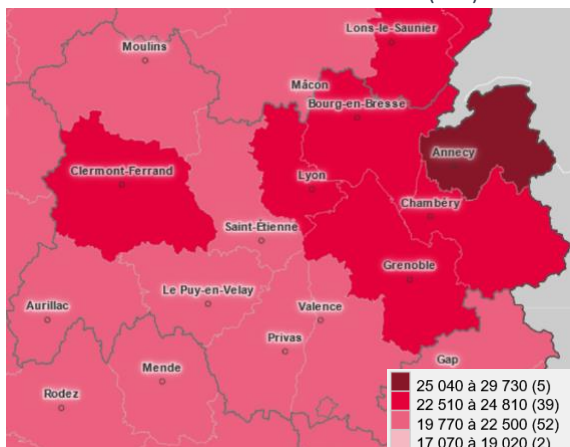 Lons-le-Saunier
Moulins
Mâcon
Bourg-en-Bresse
Annecy
Clermont-Ferrand
Lyon
Chambéry
Saint-Étienne
Grenoble
Le Puy-en-Velay
Aurillac
Valence
Privas
Gap
Mende
Rodez
25 040 à 29 730 (5)
22 510 à 24 810 (39)
19 770 à 22 500 (52)
17 070 à 19 020 (2)